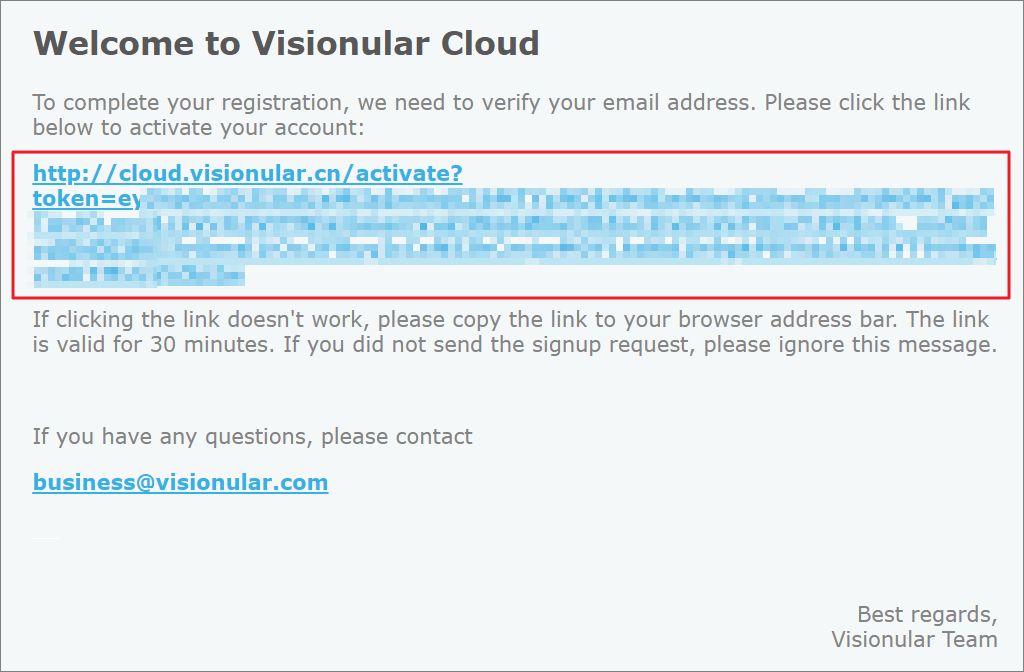 Welcome to Visionular Cloud
To complete your registration, we need to verify your email address. Please click the link
below to activate your account:
http://cloud.visionular.cn/activate?
token=ey
If clicking the link doesn't work, please copy the link to your browser address bar. The link
is valid for 30 minutes. If you did not send the signup request, please ignore this message.
If you have any questions, please contact
business@visionular.com
Best regards,
Visionular Team